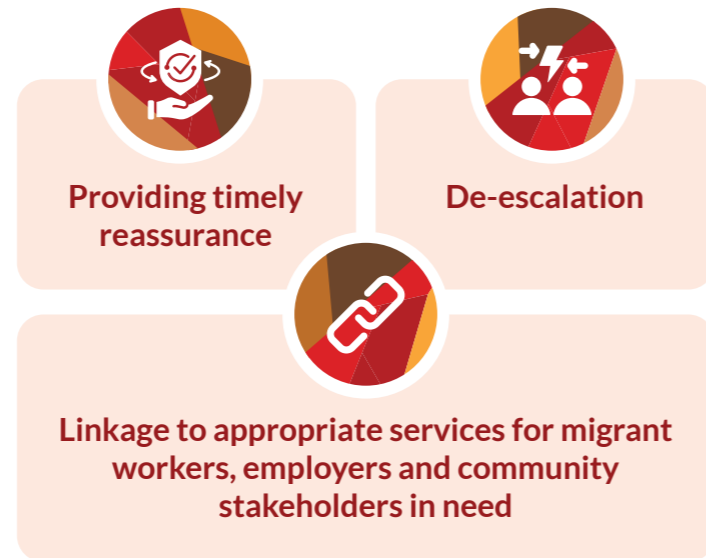 Providing timely
reassurance
De-escalation
Linkage to appropriate services for migrant
workers, employers and community
stakeholders in need